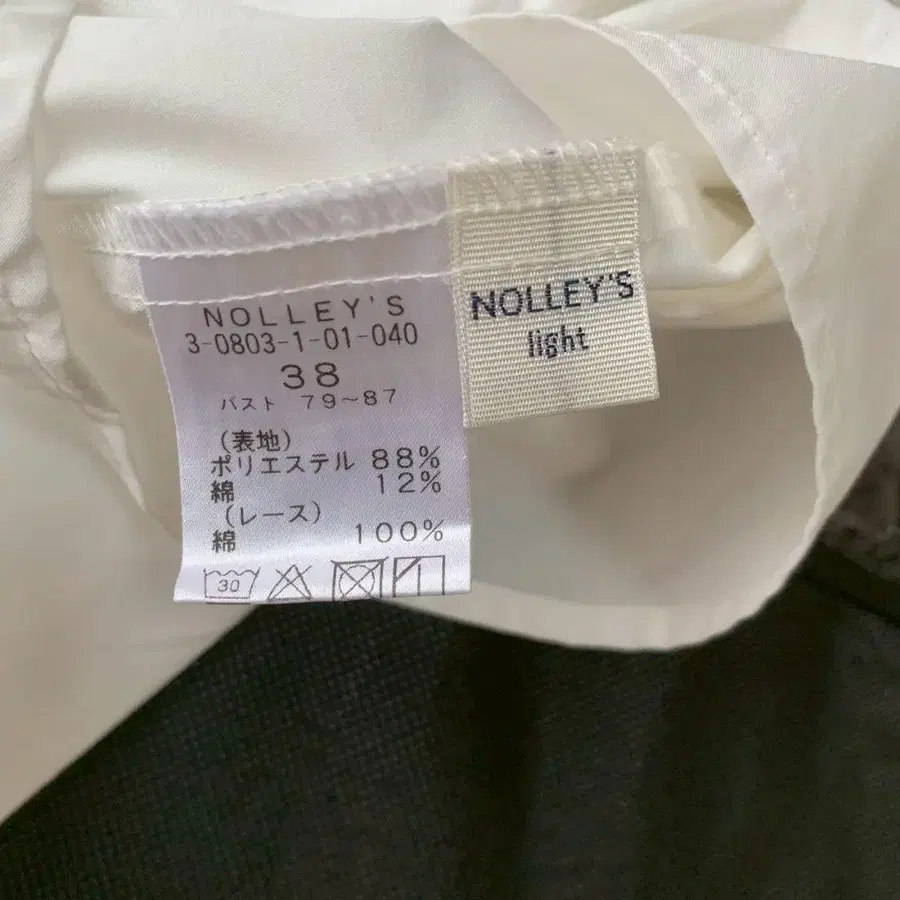 NOLLEY'S
3-0803-1-01-040
38
バスト 79～87
(表地)
ポリエステル 88%
綿 12%
(レース)
綿 100%
30
NOLLEY'S
light